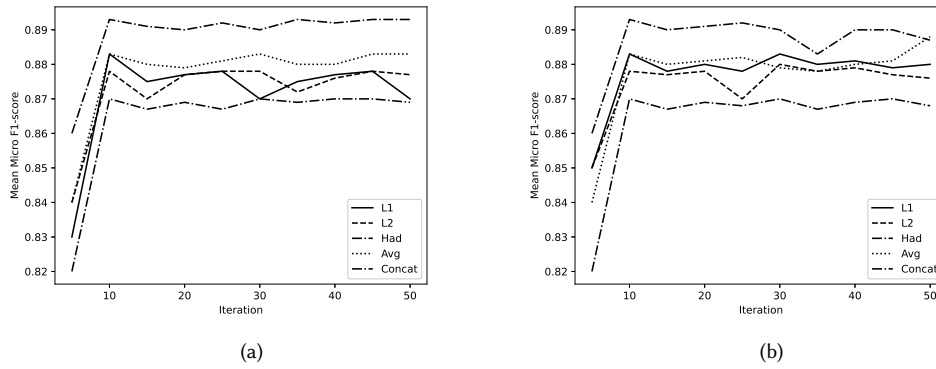 0.89
0.88
0.87
0.86
0.85
0.84
0.83
0.82
Mean Micro F1-score
10 20 30 40 50
Iteration
L1
L2
Had
Avg
Concat
(a)
0.89
0.88
0.87
0.86
0.85
0.84
0.83
0.82
Mean Micro F1-score
10 20 30 40 50
Iteration
L1
L2
Had
Avg
Concat
(b)